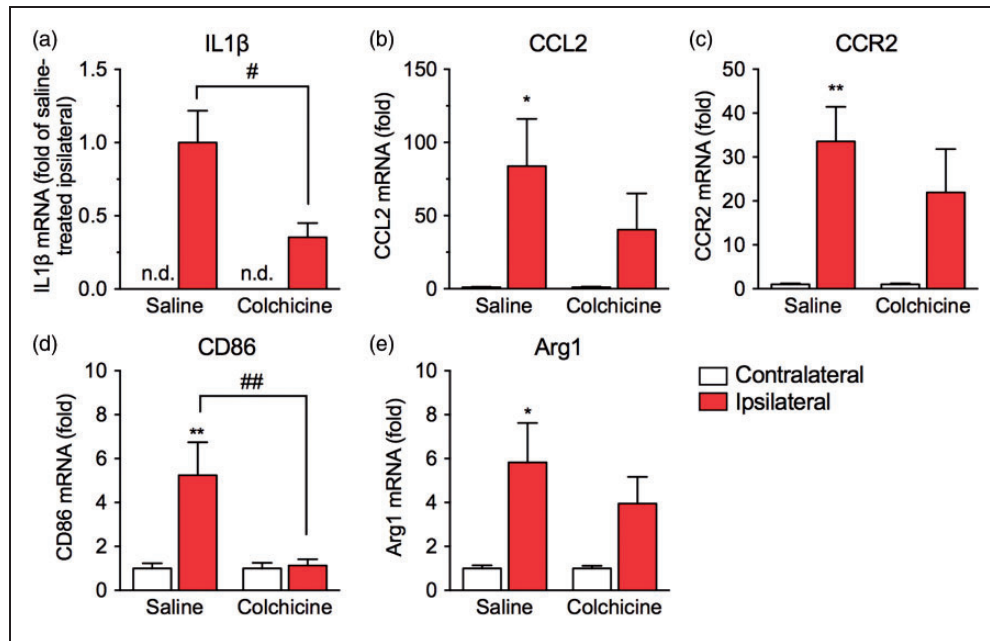 (a) IL1β
IL1β mRNA (fold of saline-
treated ipsilateral)
1.5
1.0
0.5
0.0
#
n.d. n.d.
Saline Colchicine
(b) CCL2
CCL2 mRNA (fold)
150
100
50
0
*
Saline Colchicine
(c) CCR2
CCR2 mRNA (fold)
50
40
30
20
10
0
**
Saline Colchicine
(d) CD86
CD86 mRNA (fold)
10
8
6
4
2
0
##
**
Saline Colchicine
(e) Arg1
Arg1 mRNA (fold)
10
8
6
4
2
0
*
Saline Colchicine
Contralateral
Ipsilateral